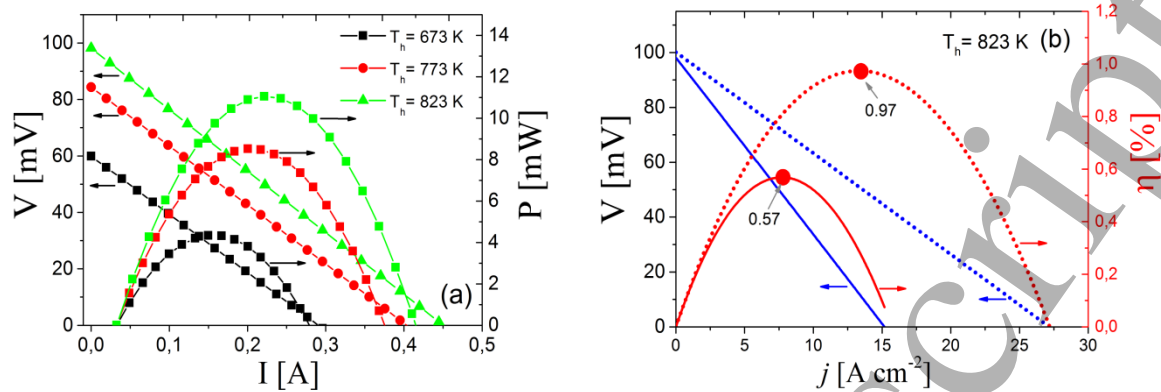 T_h= 673 K
T_h= 773 K
T_h= 823 K
(a)
V [mV]
100
80
60
40
20
0
P [mW]
14
12
10
8
6
4
2
0
0,0 0,1 0,2 0,3 0,4 0,5
I [A]
T_h= 823 K (b)
V [mV]
100
80
60
40
20
0
0.97
0.57
η [%]
1,2
1,0
0,8
0,6
0,4
0,2
0,0
0 5 10 15 20 25 30
j [A cm⁻²]
script